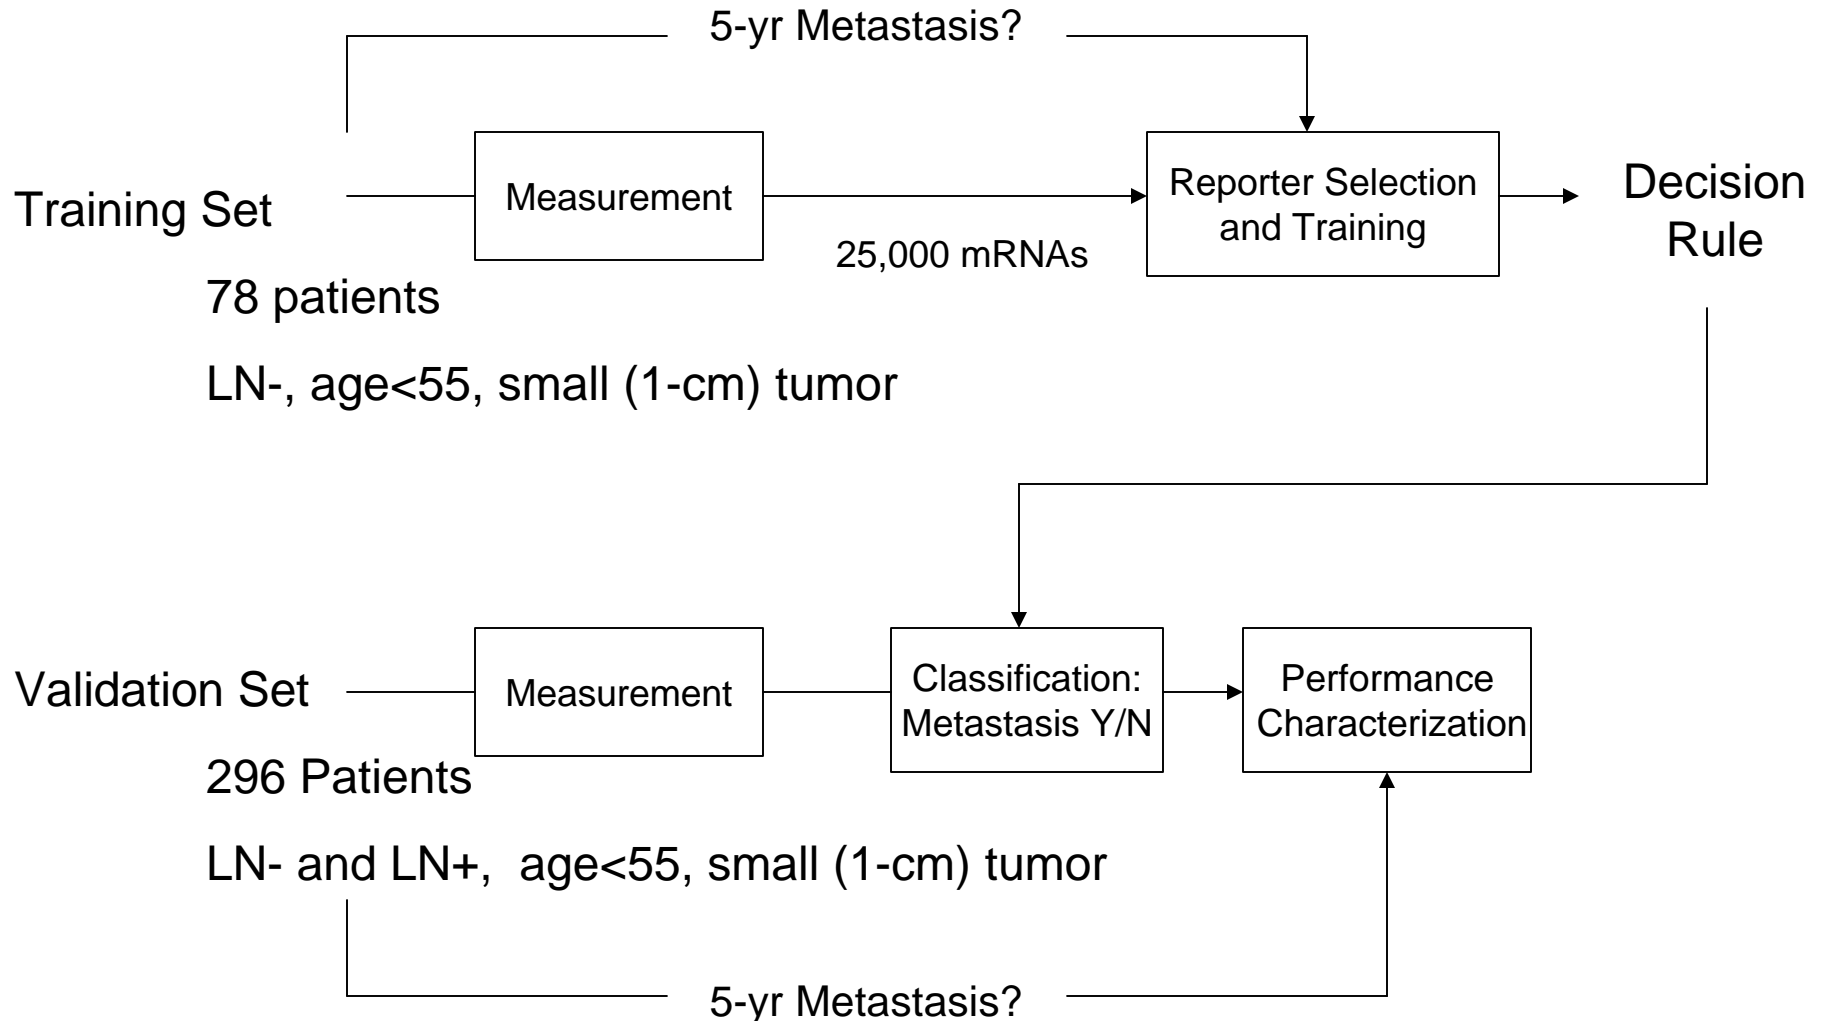 5-yr Metastasis?
Training Set
Measurement
25,000 mRNAs
Reporter Selection
and Training
Decision
Rule
78 patients
LN-, age<55, small (1-cm) tumor
Validation Set
Measurement
Classification:
Metastasis Y/N
Performance
Characterization
296 Patients
LN- and LN+, age<55, small (1-cm) tumor
5-yr Metastasis?